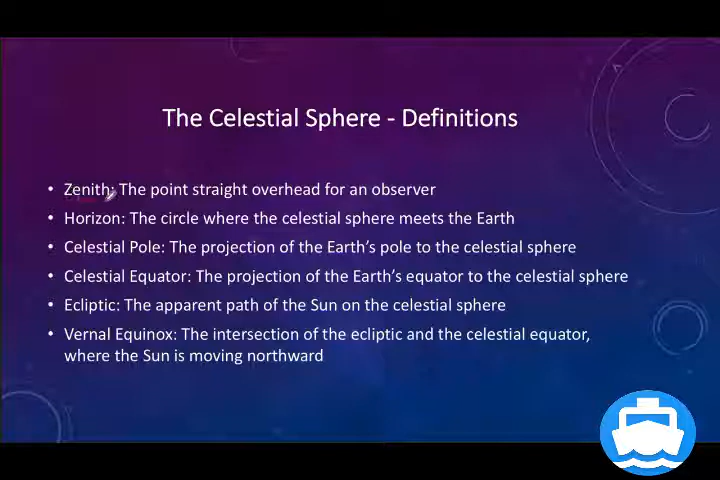 The Celestial Sphere - Definitions
• Zenith: The point straight overhead for an observer
• Horizon: The circle where the celestial sphere meets the Earth
• Celestial Pole: The projection of the Earth's pole to the celestial sphere
• Celestial Equator: The projection of the Earth's equator to the celestial sphere
• Ecliptic: The apparent path of the Sun on the celestial sphere
• Vernal Equinox: The intersection of the ecliptic and the celestial equator,
where the Sun is moving northward